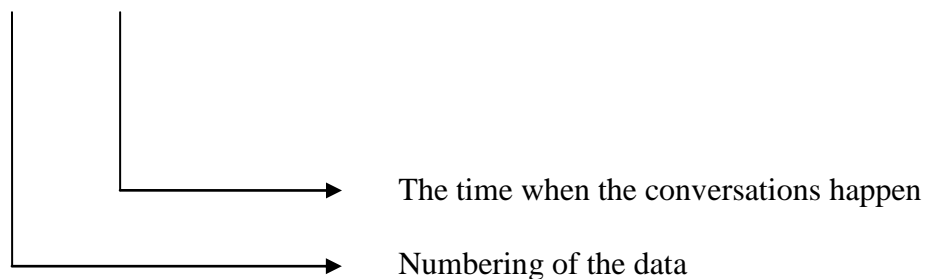 The time when the conversations happen
Numbering of the data